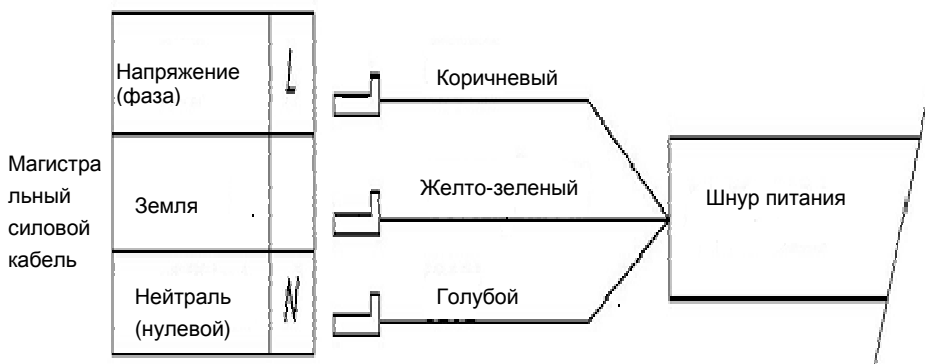 Напряжение
(фаза)
L
Коричневый
Магистра
льный
силовой
кабель
Земля
Желто-зеленый
Шнур питания
Нейтраль
(нулевой)
N
Голубой